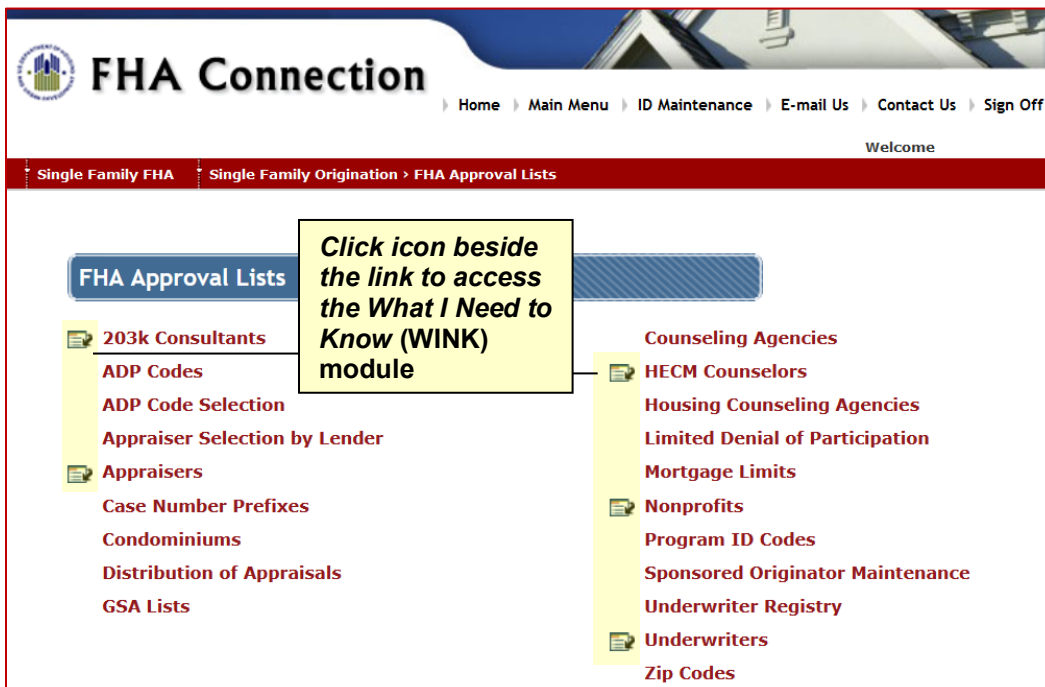 FHA Connection
Home Main Menu ID Maintenance E-mail Us Contact Us Sign Off
Welcome
Single Family FHA Single Family Origination › FHA Approval Lists
FHA Approval Lists
Click icon beside
the link to access
the What I Need to
Know (WINK)
module
203k Consultants
ADP Codes
ADP Code Selection
Appraiser Selection by Lender
Appraisers
Case Number Prefixes
Condominiums
Distribution of Appraisals
GSA Lists
Counseling Agencies
HECM Counselors
Housing Counseling Agencies
Limited Denial of Participation
Mortgage Limits
Nonprofits
Program ID Codes
Sponsored Originator Maintenance
Underwriter Registry
Underwriters
Zip Codes